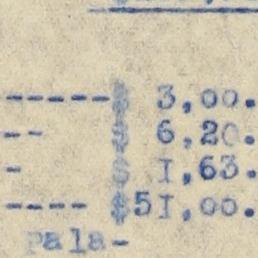 ----- $ 3,00.
-- $ 6,20.
- $ I,63.
---- $5I,00.
pala-